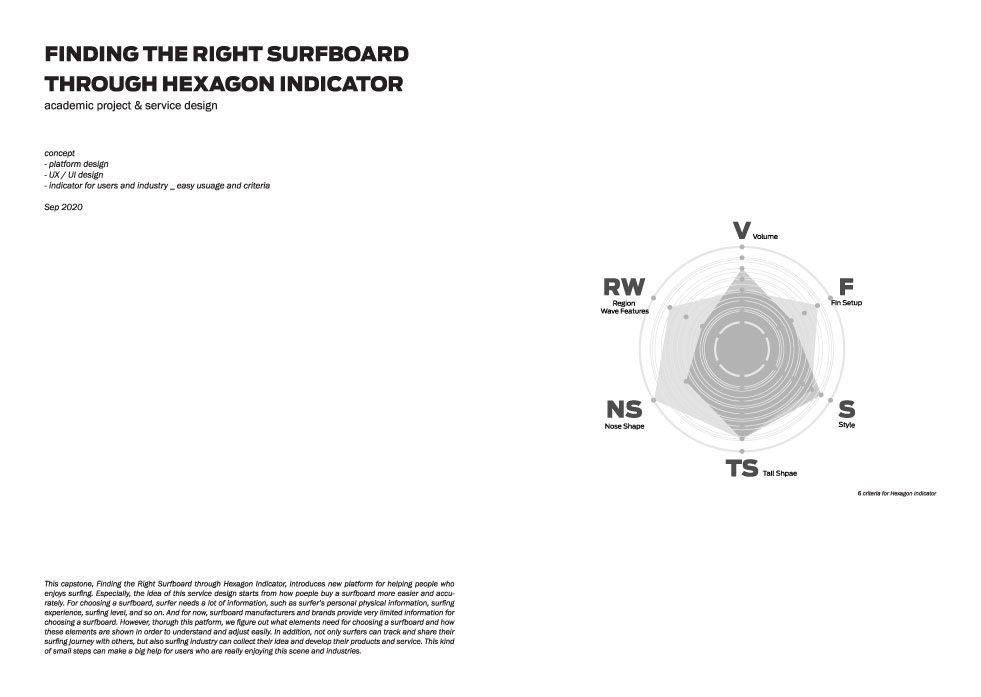 FINDING THE RIGHT SURFBOARD
THROUGH HEXAGON INDICATOR
academic project & service design
concept
- platform design
- UX / UI design
- indicator for users and industry _ easy usuage and criteria
Sep 2020
V Volume
RW
Region
Wave Features
F
Fin Setup
NS
Nose Shape
S
Style
TS Tail Shpae
6 criteria for Hexagon Indicator
This capstone, Finding the Right Surfboard through Hexagon Indicator, introduces new platform for helping people who
enjoys surfing. Especially, the idea of this service design starts from how poeple buy a surfboard more easier and accu-
rately. For choosing a surfboard, surfer needs a lot of information, such as surfer's personal physical information, surfing
experience, surfing level, and so on. And for now, surfboard manufacturers and brands provide very limited information for
choosing a surfboard. However, thorugh this patform, we figure out what elements need for choosing a surfboard and how
these elements are shown in order to understand and adjust easily. In addition, not only surfers can track and share their
surfing journey with others, but also surfing industry can collect their idea and develop their products and service. This kind
of small steps can make a big help for users who are really enjoying this scene and industries.